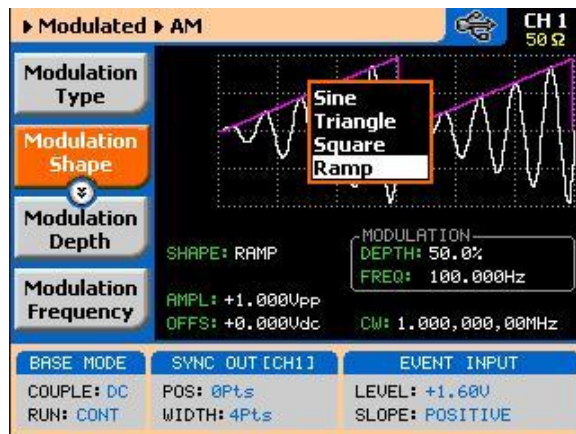 ▸ Modulated ▸ AM
CH 1
50 Ω
Modulation
Type
Modulation
Shape
Modulation
Depth
Modulation
Frequency
Sine
Triangle
Square
Ramp
SHAPE: RAMP
MODULATION
DEPTH: 50.0%
FREQ: 100.000Hz
AMPL: +1.000Vpp
OFFS: +0.000Vdc
CW: 1.000,000,00MHz
BASE MODE
COUPLE: DC
RUN: CONT
SYNC OUT [CH1]
POS: 0Pts
WIDTH: 4Pts
EVENT INPUT
LEVEL: +1.60V
SLOPE: POSITIVE